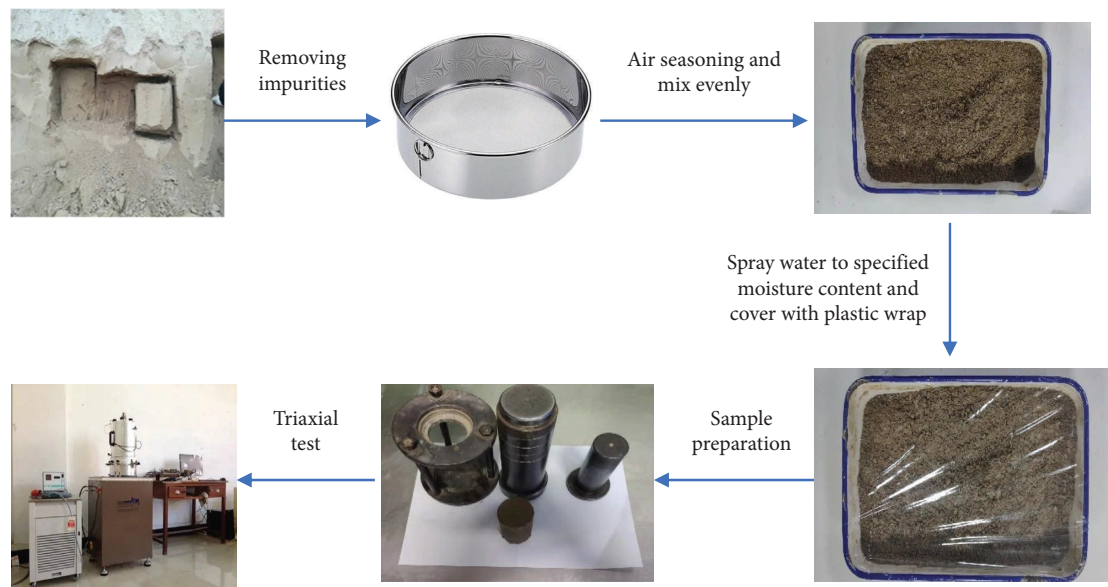 Removing
impurities
Air seasoning and
mix evenly
Spray water to specified
moisture content and
cover with plastic wrap
Sample
preparation
Triaxial
test